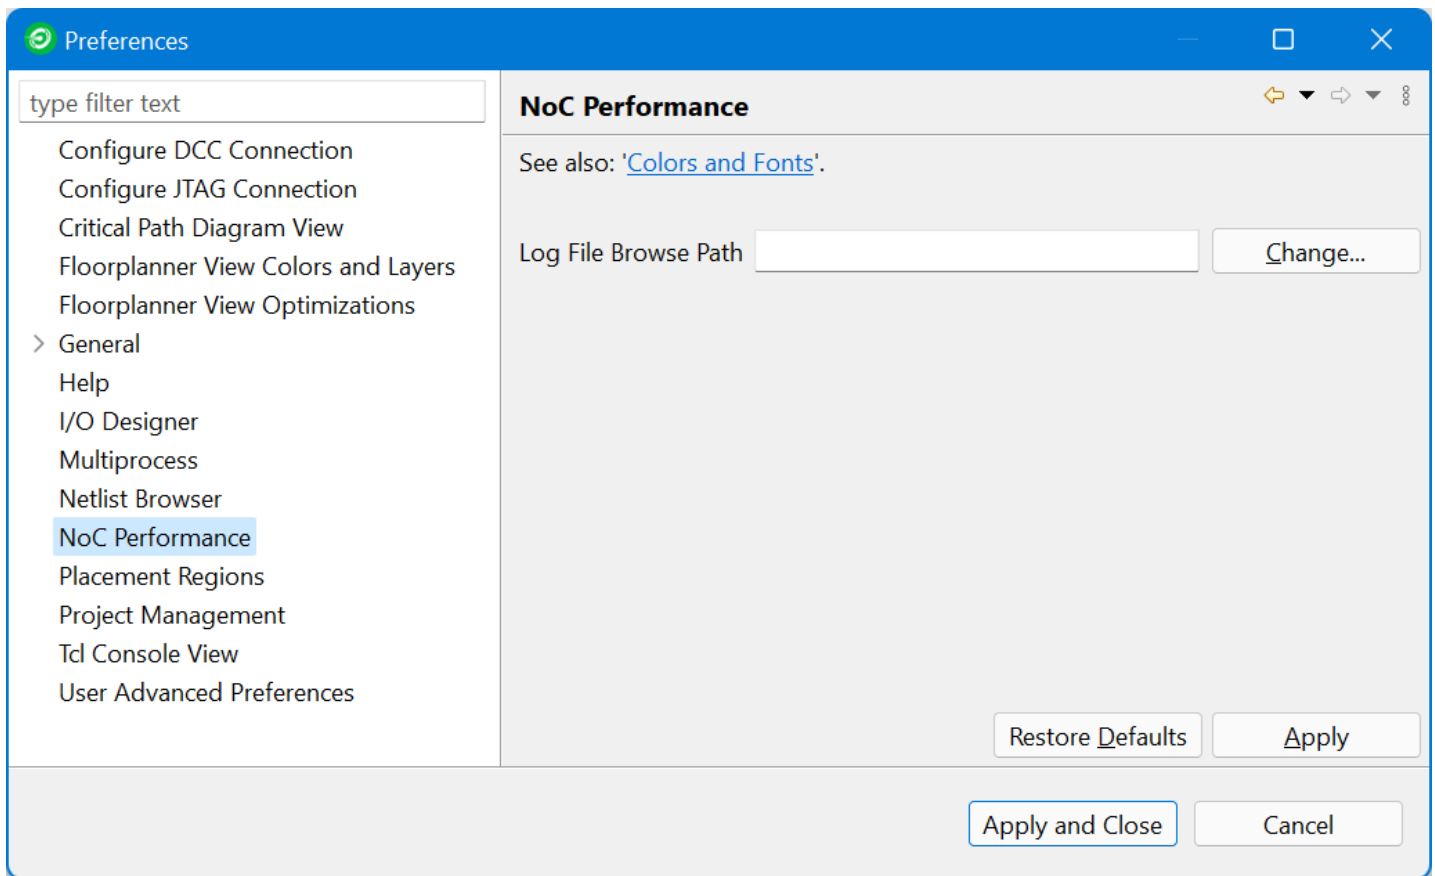 Preferences
type filter text
Configure DCC Connection
Configure JTAG Connection
Critical Path Diagram View
Floorplanner View Colors and Layers
Floorplanner View Optimizations
General
Help
I/O Designer
Multiprocess
Netlist Browser
NoC Performance
Placement Regions
Project Management
Tcl Console View
User Advanced Preferences
NoC Performance
See also: 'Colors and Fonts'.
Log File Browse Path
Change...
Restore Defaults
Apply
Apply and Close
Cancel